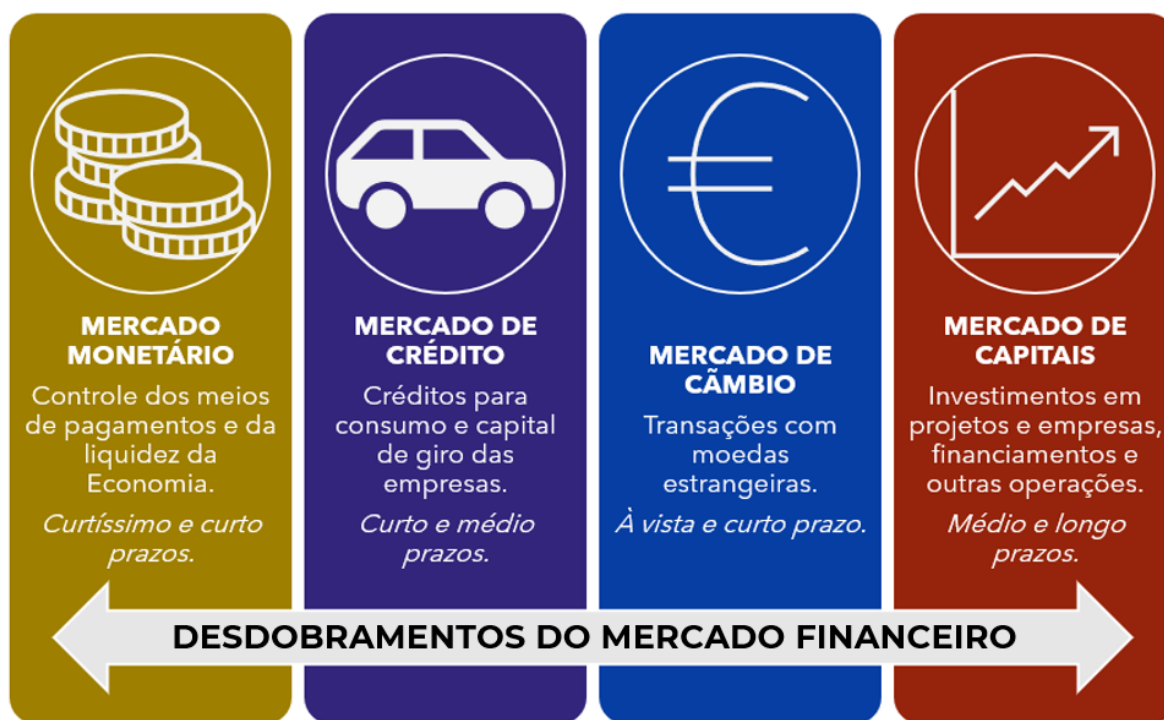 MERCADO
MONETÁRIO
Controle dos meios
de pagamentos e da
liquidez da
Economia.
Curtíssimo e curto
prazos.
MERCADO DE
CRÉDITO
Créditos para
consumo e capital
de giro das
empresas.
Curto e médio
prazos.
MERCADO DE
CÃMBIO
Transações com
moedas
estrangeiras.
À vista e curto prazo.
MERCADO DE
CAPITAIS
Investimentos em
projetos e empresas,
financiamentos e
outras operações.
Médio e longo
prazos.
DESDOBRAMENTOS DO MERCADO FINANCEIRO